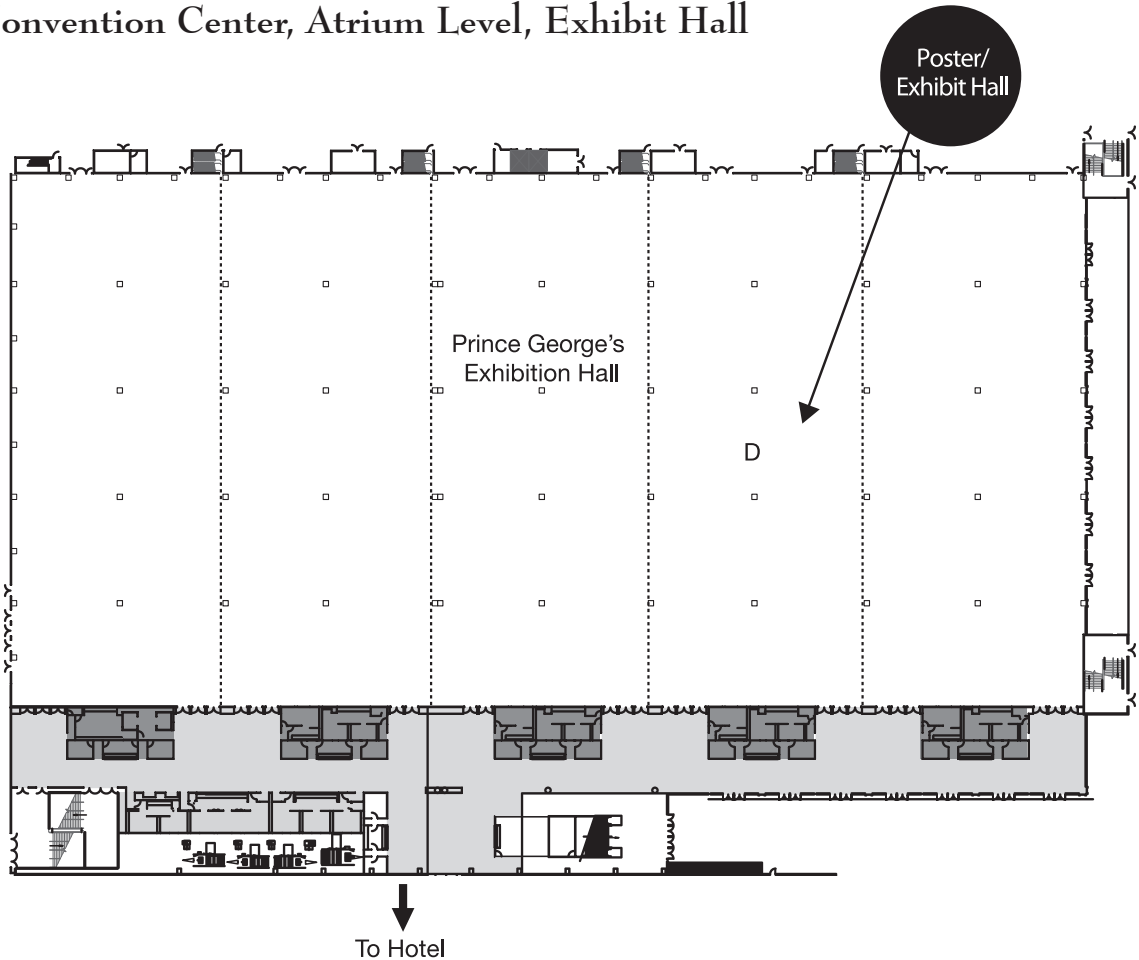 onvention Center, Atrium Level, Exhibit Hall
Poster/
Exhibit Hall
Prince George's
Exhibition Hall
D
To Hotel